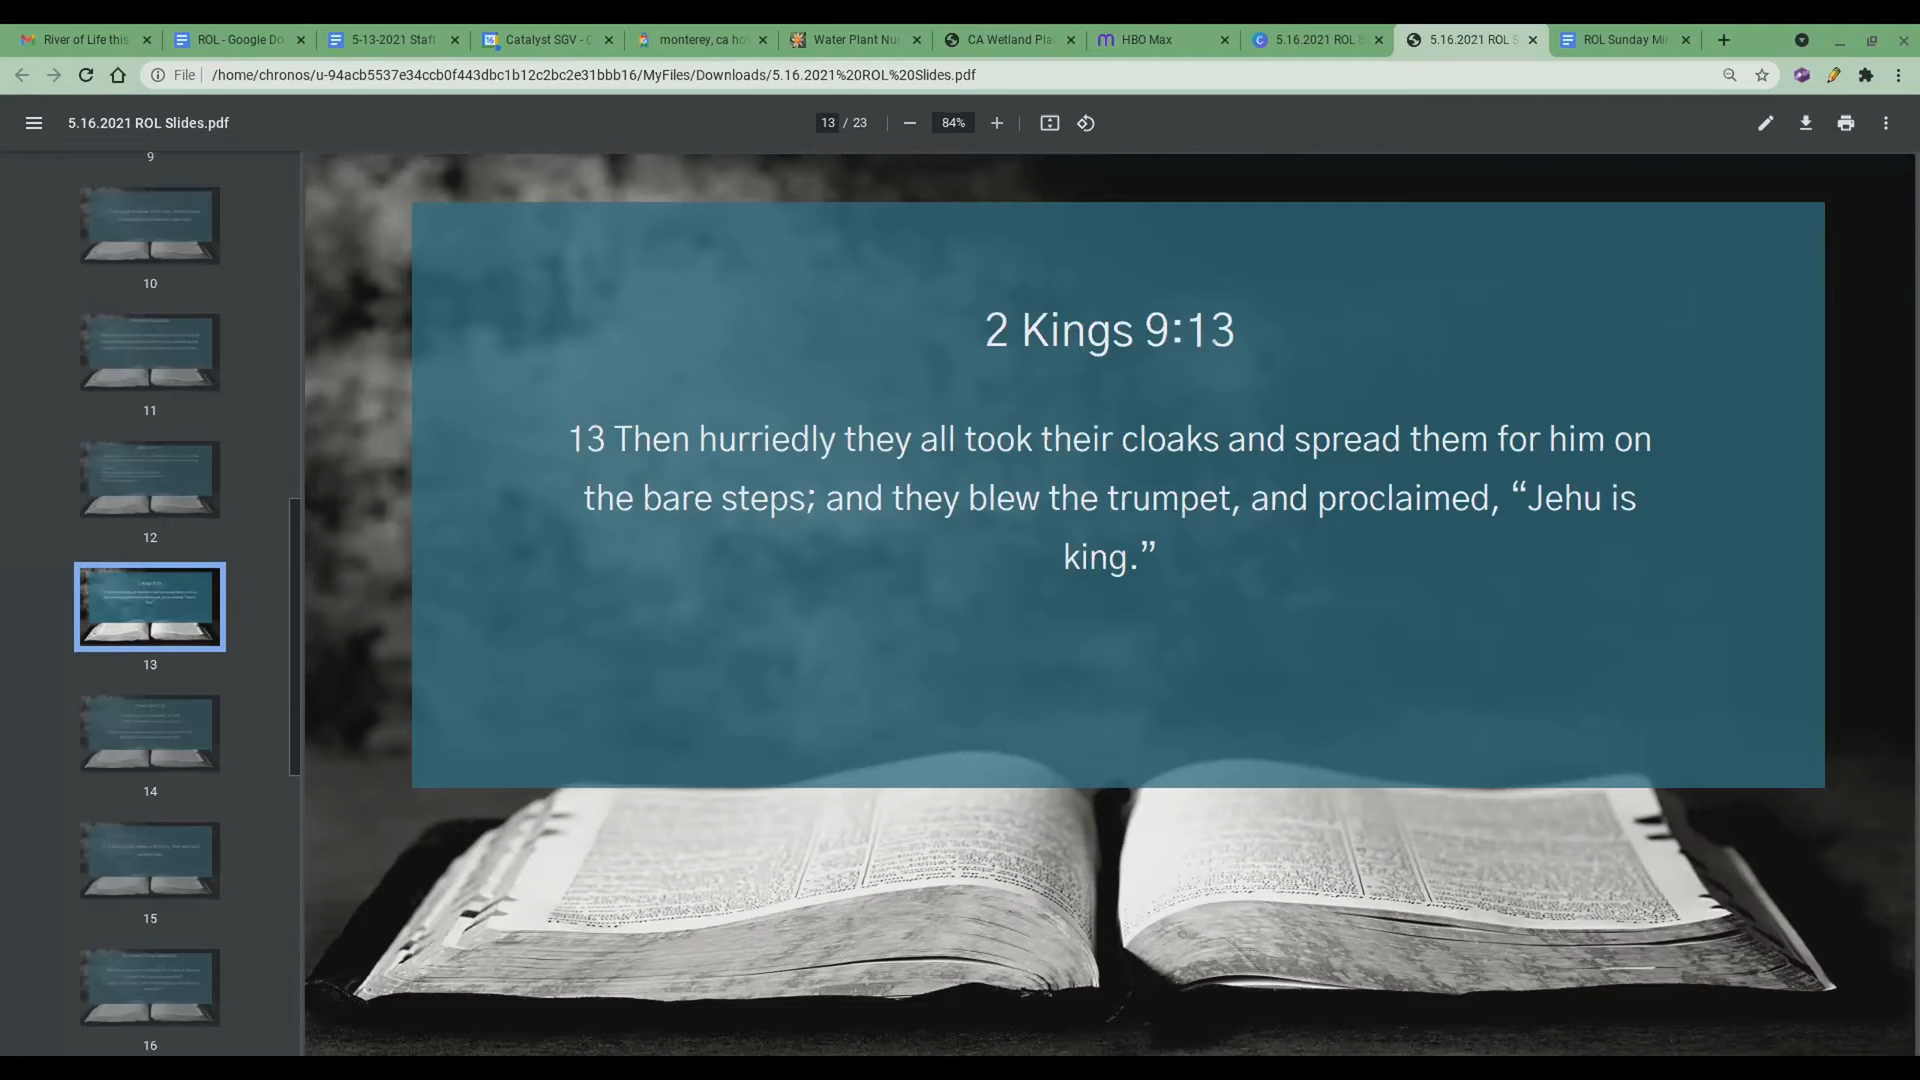 River of Life this
ROL - Google Do
5-13-2021 Staff
Catalyst SGV - C
monterey, ca ho
Water Plant Nu
CA Wetland Pla
HBO Max
5.16.2021 ROL S
5.16.2021 ROL S
ROL Sunday Min
File /home/chronos/u-94acb5537e34ccb0f443dbc1b12c2bc2e31bbb16/MyFiles/Downloads/5.16.2021%20ROL%20Slides.pdf
5.16.2021 ROL Slides.pdf
13 / 23
84%
9
10
11
12
13
14
15
16
2 Kings 9:13
13 Then hurriedly they all took their cloaks and spread them for him on
the bare steps; and they blew the trumpet, and proclaimed, “Jehu is
king.”